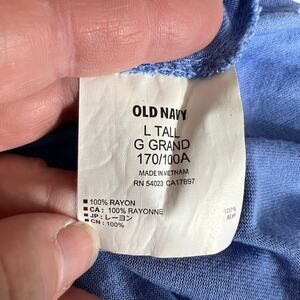 OLD NAVY
L TALL
G GRAND
170/100A
MADE IN VIETNAM
RN 54023 CA17897
100% RAYON
CA: 100% RAYONNE
JP: レーヨン
CN: 100%
100%